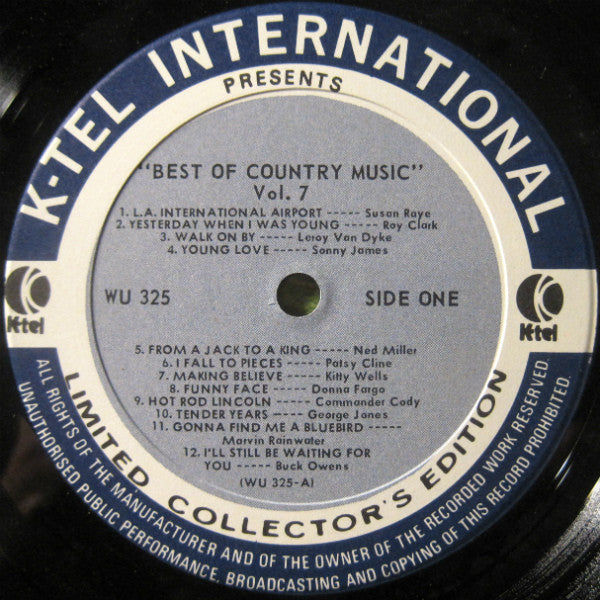 K-TEL INTERNATIONAL
PRESENTS
"BEST OF COUNTRY MUSIC"
Vol. 7
1. L.A. INTERNATIONAL AIRPORT ----- Susan Raye
2. YESTERDAY WHEN I WAS YOUNG ----- Roy Clark
3. WALK ON BY ----- Leroy Van Dyke
4. YOUNG LOVE ----- Sonny James
WU 325
SIDE ONE
K-tel
K-tel
5. FROM A JACK TO A KING ----- Ned Miller
6. I FALL TO PIECES ----- Patsy Cline
7. MAKING BELIEVE ----- Kitty Wells
8. FUNNY FACE ----- Donna Fargo
9. HOT ROD LINCOLN ----- Commander Cody
10. TENDER YEARS ----- George Jones
11. GONNA FIND ME A BLUEBIRD -----
Marvin Rainwater
12. I'LL STILL BE WAITING FOR
YOU ----- Buck Owens
(WU 325-A)
LIMITED COLLECTOR'S EDITION
ALL RIGHTS OF THE MANUFACTURER AND OF THE OWNER OF THE RECORDED WORK RESERVED.
UNAUTHORISED PUBLIC PERFORMANCE, BROADCASTING AND COPYING OF THIS RECORD PROHIBITED.